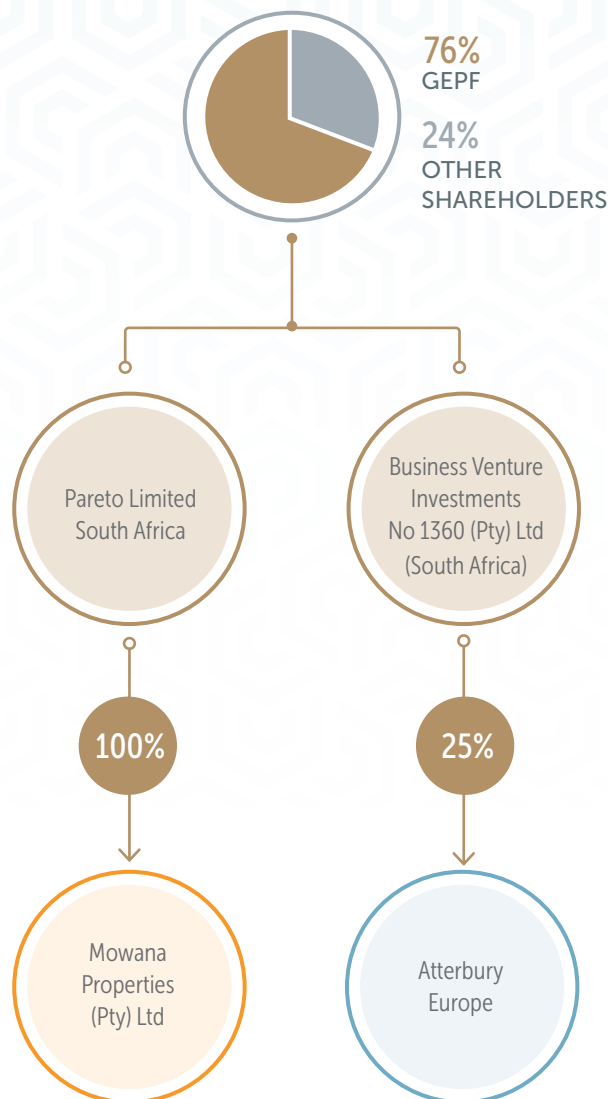 76%
GEPF
24%
OTHER
SHAREHOLDERS
Pareto Limited
South Africa
Business Venture
Investments
No 1360 (Pty) Ltd
(South Africa)
100%
25%
Mowana
Properties
(Pty) Ltd
Atterbury
Europe